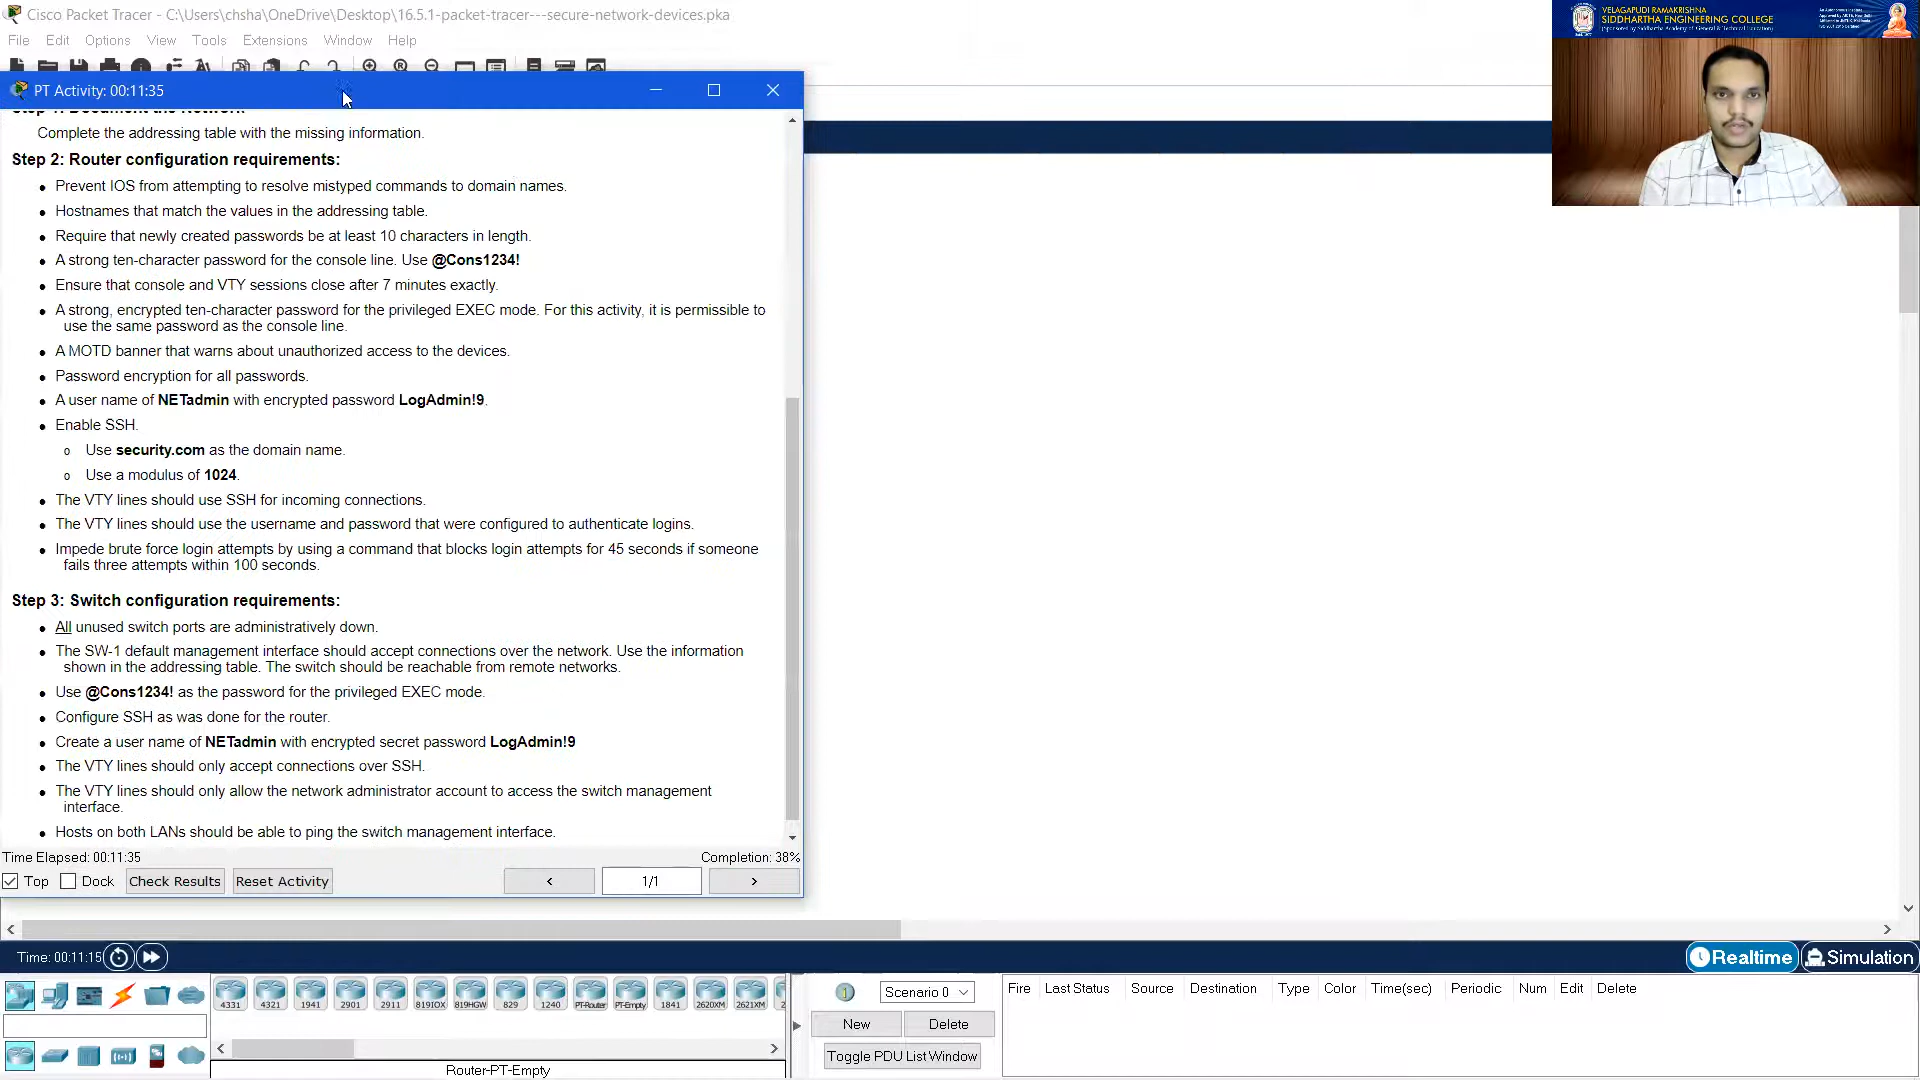 Cisco Packet Tracer - C:\Users\chsha\OneDrive\Desktop\16.5.1-packet-tracer---secure-network-devices.pka
File Edit Options View Tools Extensions Window Help
VELAGAPUDI RAMAKRISHNA
SIDDHARTHA ENGINEERING COLLEGE
PT Activity: 00:11:35
Step 1: Document the Network
Complete the addressing table with the missing information.
Step 2: Router configuration requirements:
Prevent IOS from attempting to resolve mistyped commands to domain names.
Hostnames that match the values in the addressing table.
Require that newly created passwords be at least 10 characters in length.
A strong ten-character password for the console line. Use @Cons1234!
Ensure that console and VTY sessions close after 7 minutes exactly.
A strong, encrypted ten-character password for the privileged EXEC mode. For this activity, it is permissible to
use the same password as the console line.
A MOTD banner that warns about unauthorized access to the devices.
Password encryption for all passwords.
A user name of NETadmin with encrypted password LogAdmin!9.
Enable SSH.
Use security.com as the domain name.
Use a modulus of 1024.
The VTY lines should use SSH for incoming connections.
The VTY lines should use the username and password that were configured to authenticate logins.
Impede brute force login attempts by using a command that blocks login attempts for 45 seconds if someone
fails three attempts within 100 seconds.
Step 3: Switch configuration requirements:
All unused switch ports are administratively down.
The SW-1 default management interface should accept connections over the network. Use the information
shown in the addressing table. The switch should be reachable from remote networks.
Use @Cons1234! as the password for the privileged EXEC mode.
Configure SSH as was done for the router.
Create a user name of NETadmin with encrypted secret password LogAdmin!9
The VTY lines should only accept connections over SSH.
The VTY lines should only allow the network administrator account to access the switch management
interface.
Hosts on both LANs should be able to ping the switch management interface.
Time Elapsed: 00:11:35 Completion: 38%
Top Dock Check Results Reset Activity < 1/1 >
Time: 00:11:15 Realtime Simulation
4331 4321 1941 2901 2911 819IOX 819HGW 829 1240 PT-Router PT-Empty 1841 2620XM 2621XM 2
Scenario 0
Fire Last Status Source Destination Type Color Time(sec) Periodic Num Edit Delete
New Delete
Toggle PDU List Window
Router-PT-Empty